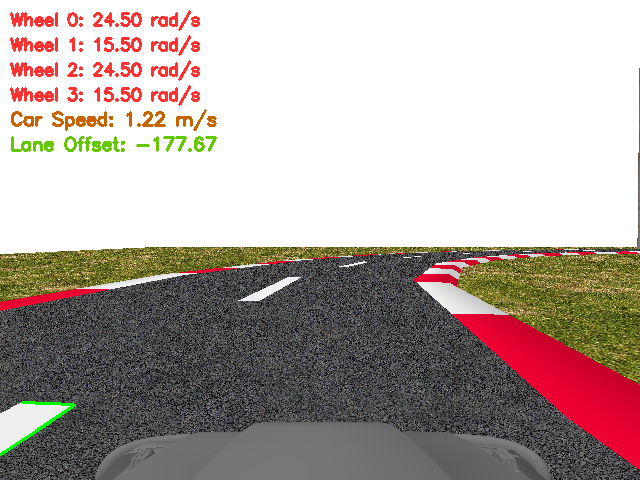 Wheel 0: 24.50 rad/s
Wheel 1: 15.50 rad/s
Wheel 2: 24.50 rad/s
Wheel 3: 15.50 rad/s
Car Speed: 1.22 m/s
Lane Offset: -177.67